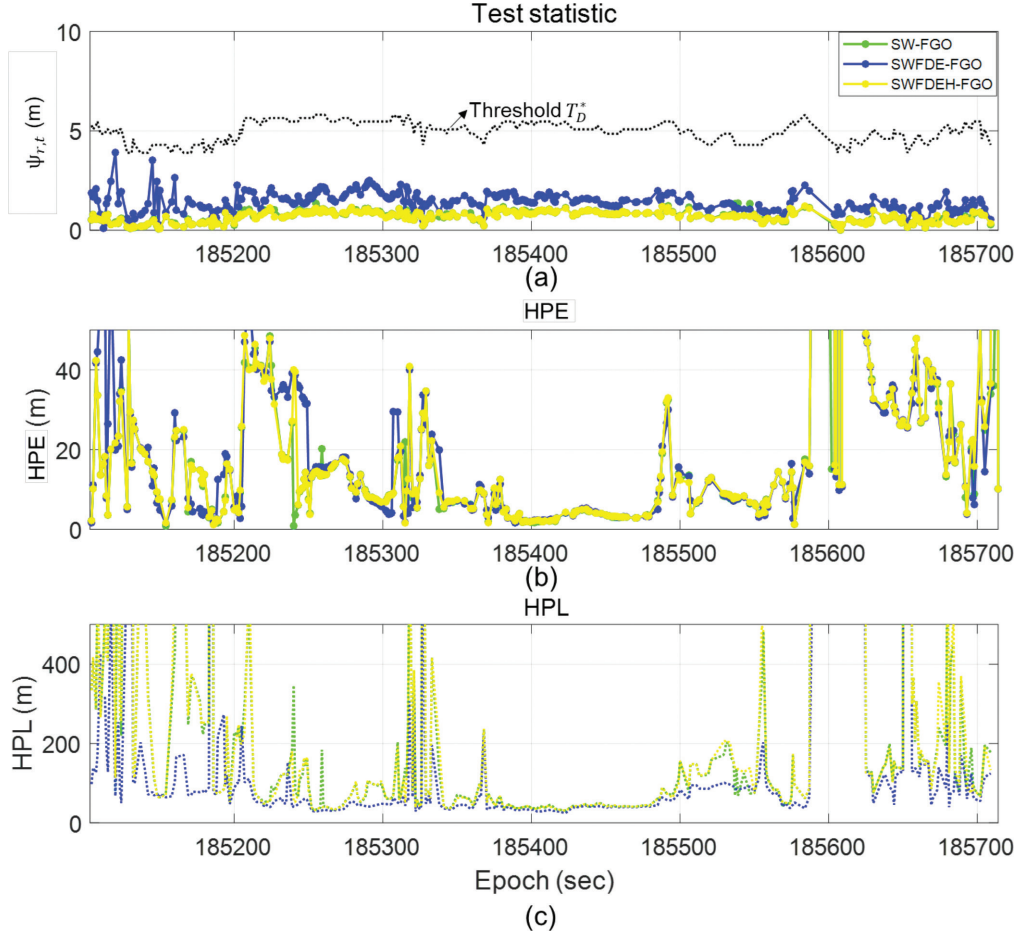 Test statistic
10
5
0
ψr,t (m)
Threshold T*D
SW-FGO
SWFDE-FGO
SWFDEH-FGO
185200 185300 185400 185500 185600 185700
(a)
HPE
40
20
0
HPE (m)
185200 185300 185400 185500 185600 185700
(b)
HPL
400
200
0
HPL (m)
185200 185300 185400 185500 185600 185700
Epoch (sec)
(c)